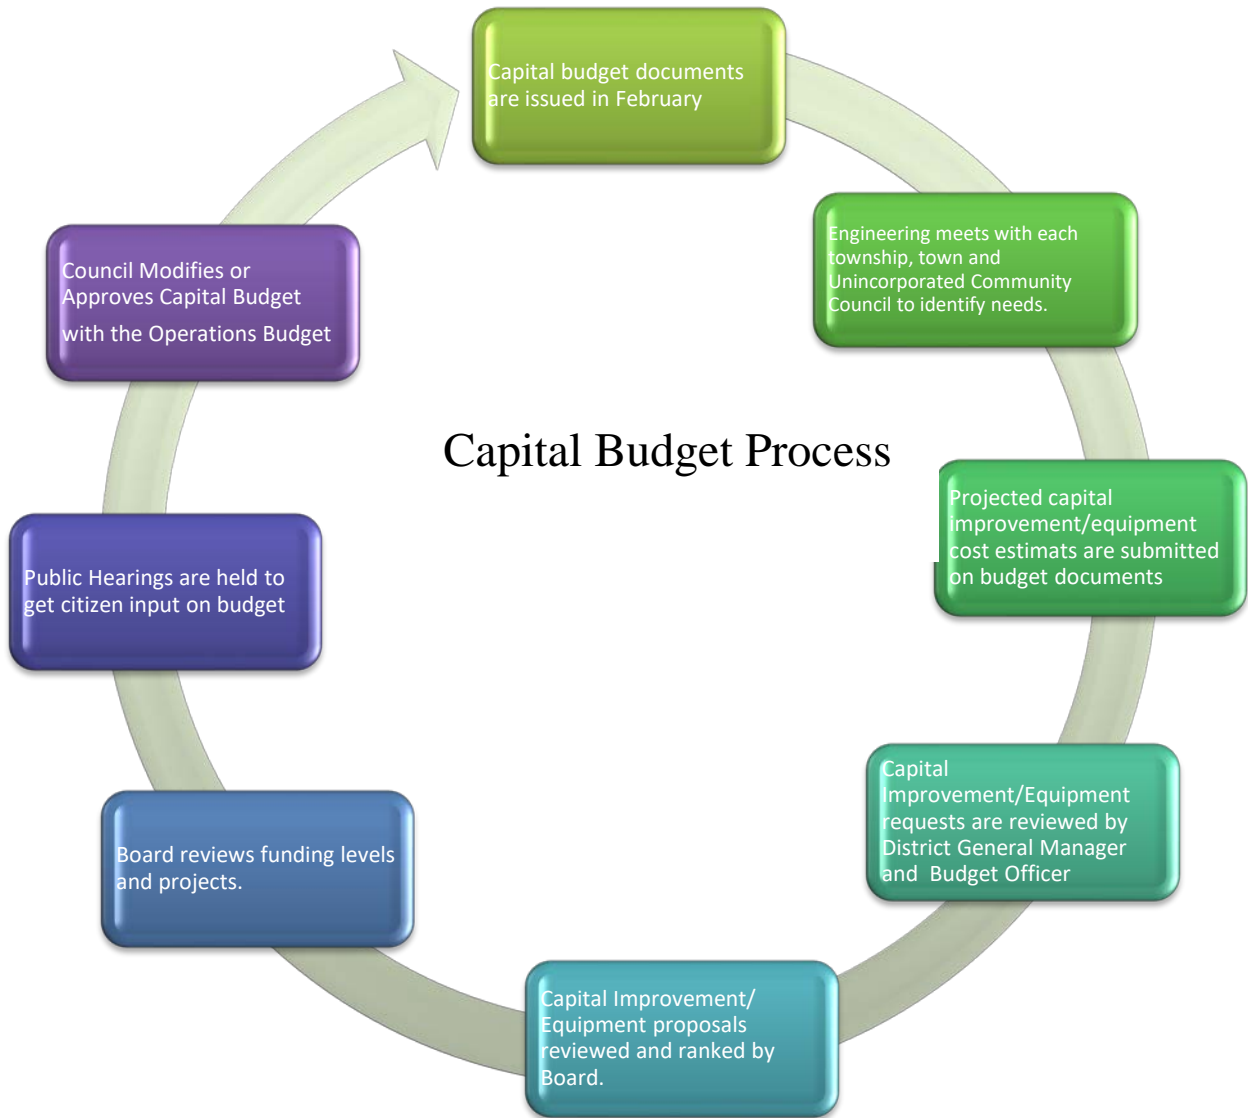 Capital budget documents
are issued in February
Engineering meets with each
township, town and
Unincorporated Community
Council to identify needs.
Projected capital
improvement/equipment
cost estimats are submitted
on budget documents
Capital
Improvement/Equipment
requests are reviewed by
District General Manager
and  Budget Officer
Capital Improvement/
Equipment proposals
reviewed and ranked by
Board.
Board reviews funding levels
and projects.
Public Hearings are held to
get citizen input on budget
Council Modifies or
Approves Capital Budget
with the Operations Budget
Capital Budget Process